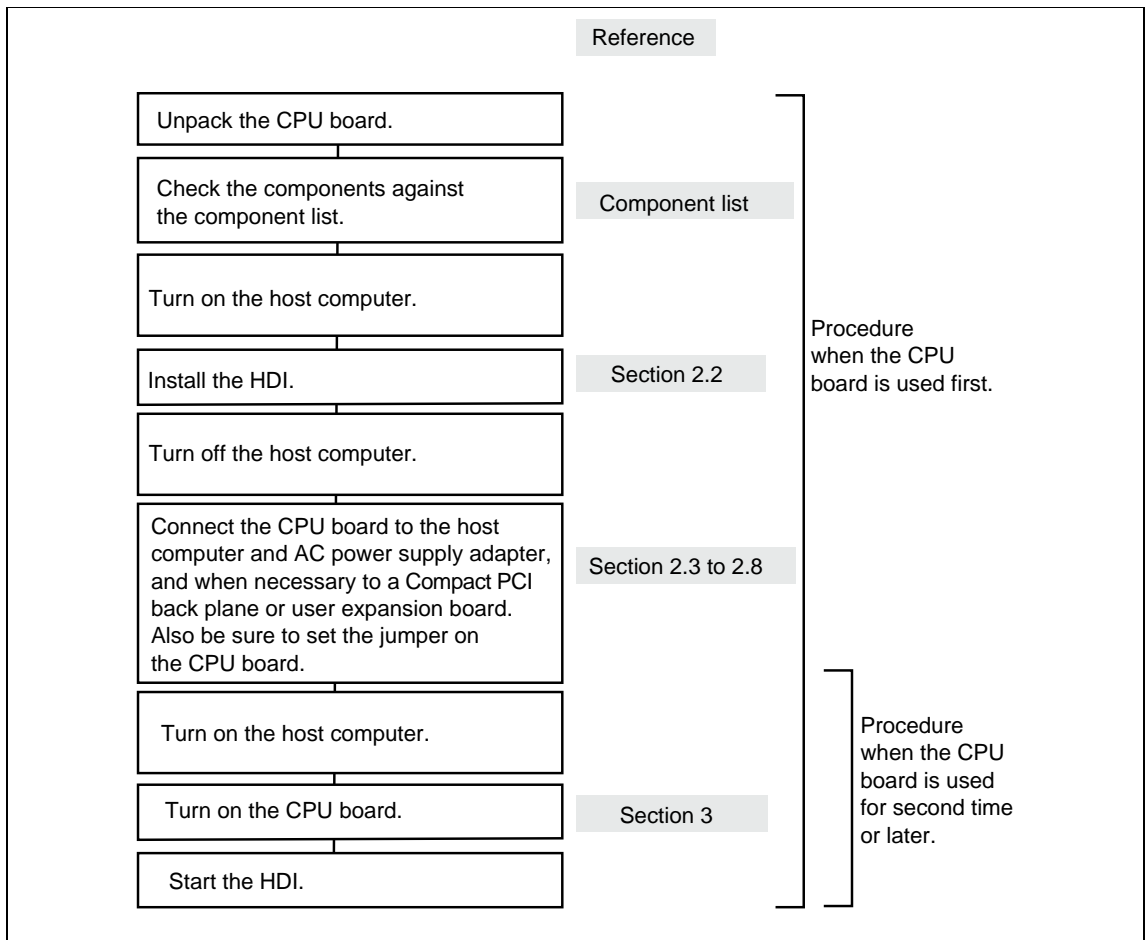 Reference
Unpack the CPU board.
Check the components against
the component list.
Component list
Turn on the host computer.
Install the HDI.
Section 2.2
Turn off the host computer.
Connect the CPU board to the host
computer and AC power supply adapter,
and when necessary to a Compact PCI
back plane or user expansion board.
Also be sure to set the jumper on
the CPU board.
Section 2.3 to 2.8
Turn on the host computer.
Turn on the CPU board.
Section 3
Start the HDI.
Procedure
when the CPU
board is used first.
Procedure
when the CPU
board is used
for second time
or later.